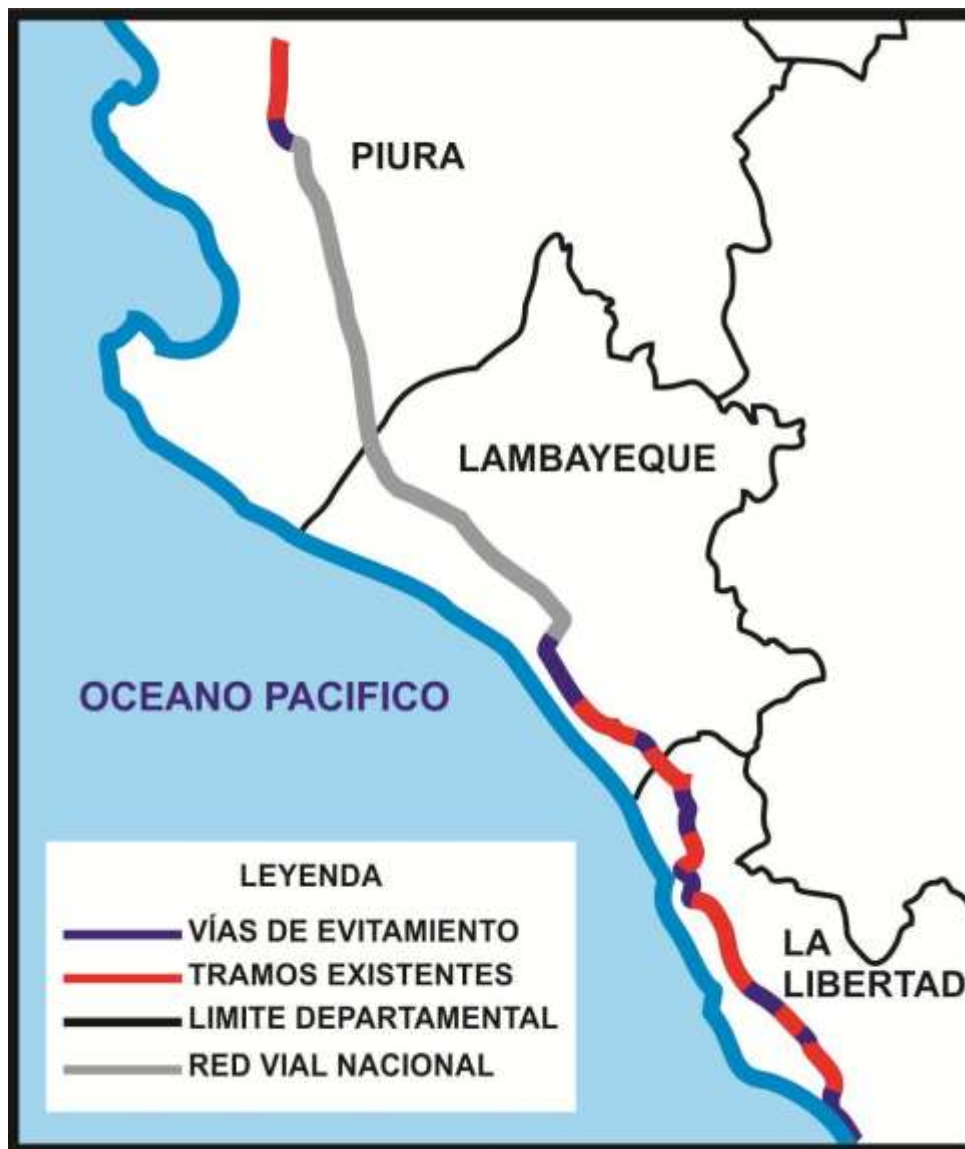 PIURA
LAMBAYEQUE
OCEANO PACIFICO
LA
LIBERTAD
LEYENDA
VÍAS DE EVITAMIENTO
TRAMOS EXISTENTES
LIMITE DEPARTAMENTAL
RED VIAL NACIONAL